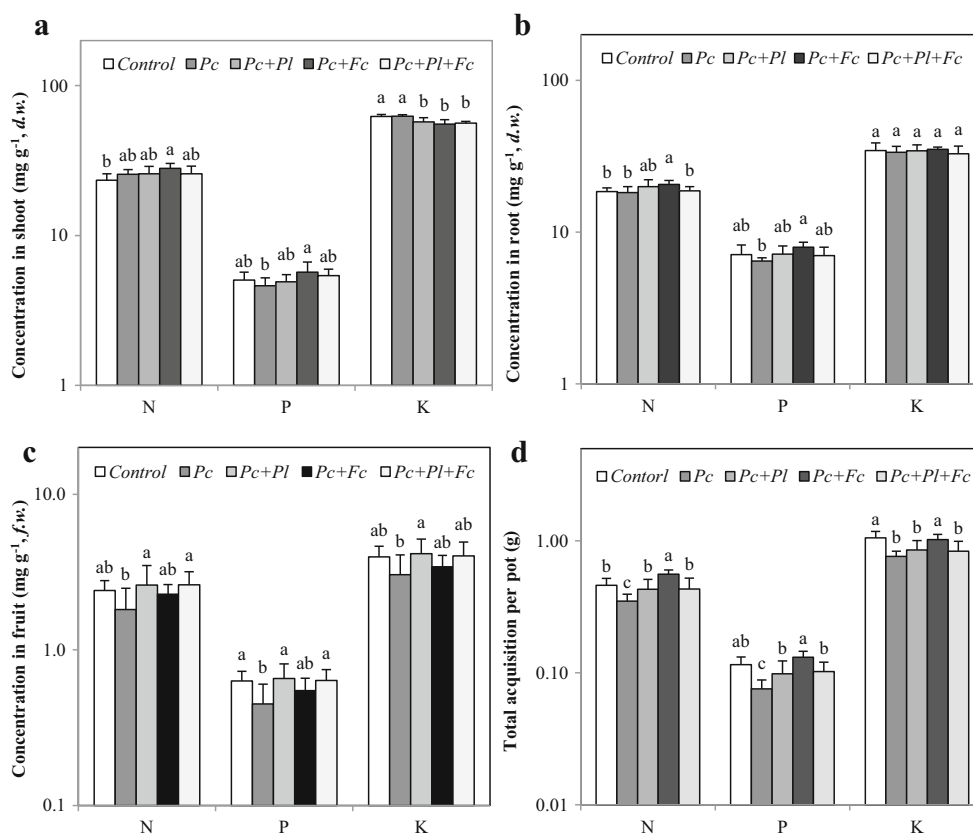 a
Control Pc Pc+Pl Pc+Fc Pc+Pl+Fc
Concentration in shoot (mg g⁻¹, d.w.)
100
10
1
b ab ab a ab
ab b ab a ab
a a b b b
N P K
b
Control Pc Pc+Pl Pc+Fc Pc+Pl+Fc
Concentration in root (mg g⁻¹, d.w.)
100
10
1
b b ab a b
ab b ab a ab
a a a a a
N P K
c
Control Pc Pc+Pl Pc+Fc Pc+Pl+Fc
Concentration in fruit (mg g⁻¹, f.w.)
10.0
1.0
0.1
ab b a ab a
a b a ab a
ab b a ab ab
N P K
d
Contorl Pc Pc+Pl Pc+Fc Pc+Pl+Fc
Total acquisition per pot (g)
1.00
0.10
0.01
b c b a b
ab c b a b
a b b a b
N P K